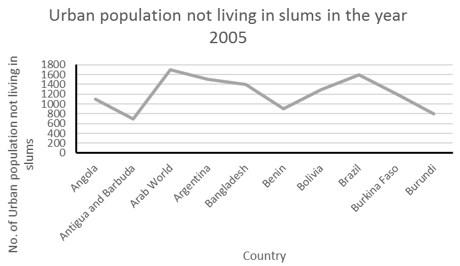 Urban population not living in slums in the year
2005
No. of Urban population not living in
slums
1800
1600
1400
1200
1000
800
600
400
200
0
Angola
Antigua and Barbuda
Arab World
Argentina
Bangladesh
Benin
Bolivia
Brazil
Burkina Faso
Burundi
Country